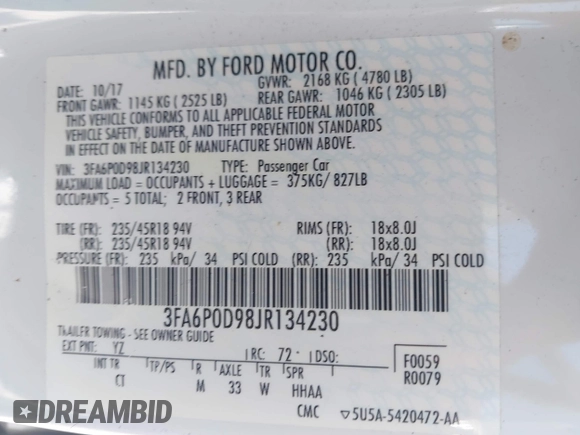 MFD. BY FORD MOTOR CO.
DATE: 10/17 GVWR: 2168 KG ( 4780 LB)
FRONT GAWR: 1145 KG ( 2525 LB) REAR GAWR: 1046 KG ( 2305 LB)
THIS VEHICLE CONFORMS TO ALL APPLICABLE FEDERAL MOTOR
VEHICLE SAFETY, BUMPER, AND THEFT PREVENTION STANDARDS
IN EFFECT ON THE DATE OF MANUFACTURE SHOWN ABOVE.
VIN: 3FA6P0D98JR134230 TYPE: Passenger Car
MAXIMUM LOAD = OCCUPANTS + LUGGAGE = 375KG/ 827LB
OCCUPANTS = 5 TOTAL; 2 FRONT, 3 REAR
TIRE (FR): 235/45R18 94V RIMS (FR): 18x8.0J
(RR): 235/45R18 94V (RR): 18x8.0J
PRESSURE (FR): 235 kPa/ 34 PSI COLD (RR): 235 kPa/ 34 PSI COLD
3FA6P0D98JR134230
TRAILER TOWING - SEE OWNER GUIDE
EXT PNT: YZ RC: 72 DSO: F0059
INT TR TP/PS R AXLE TR SPR R0079
CT M 33 W HHAA
CMC ▽5U5A-5420472-AA
DREAMBID